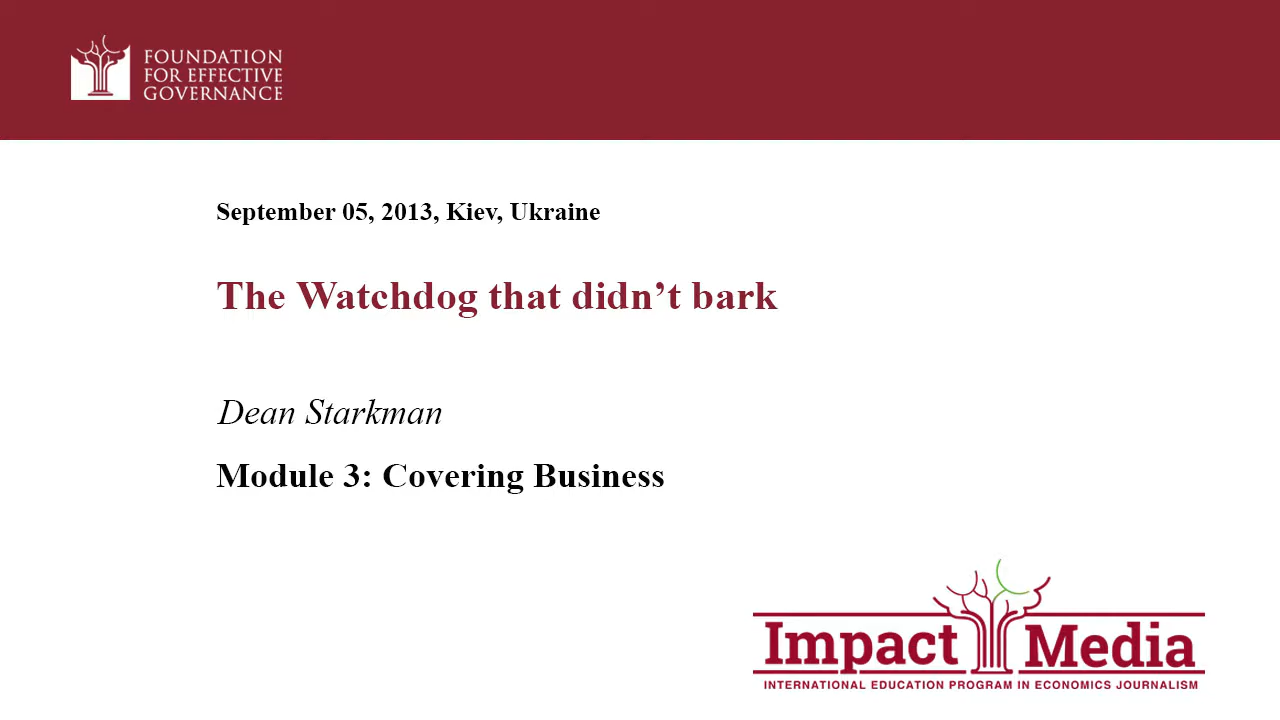 FOUNDATION
FOR EFFECTIVE
GOVERNANCE
September 05, 2013, Kiev, Ukraine
The Watchdog that didn’t bark
Dean Starkman
Module 3: Covering Business
Impact Media
INTERNATIONAL EDUCATION PROGRAM IN ECONOMICS JOURNALISM